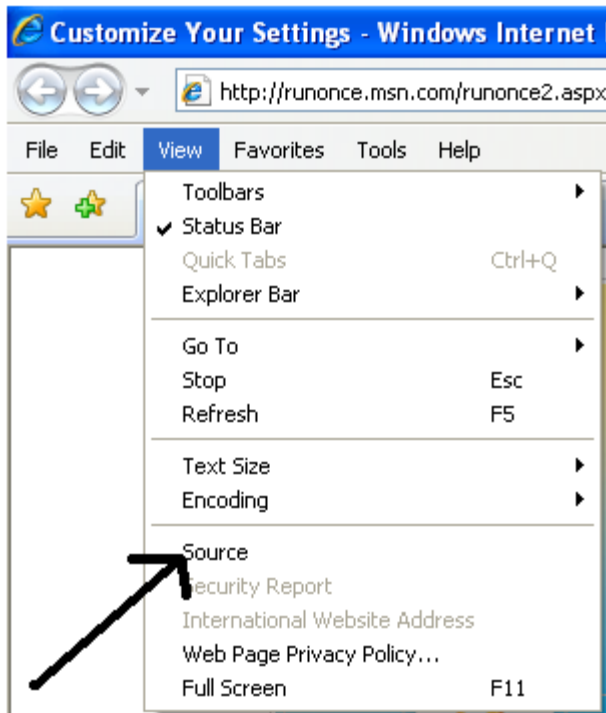 Customize Your Settings - Windows Internet
http://runonce.msn.com/runonce2.aspx
File Edit View Favorites Tools Help
Toolbars
Status Bar
Quick Tabs Ctrl+Q
Explorer Bar
Go To
Stop Esc
Refresh F5
Text Size
Encoding
Source
Security Report
International Website Address
Web Page Privacy Policy...
Full Screen F11